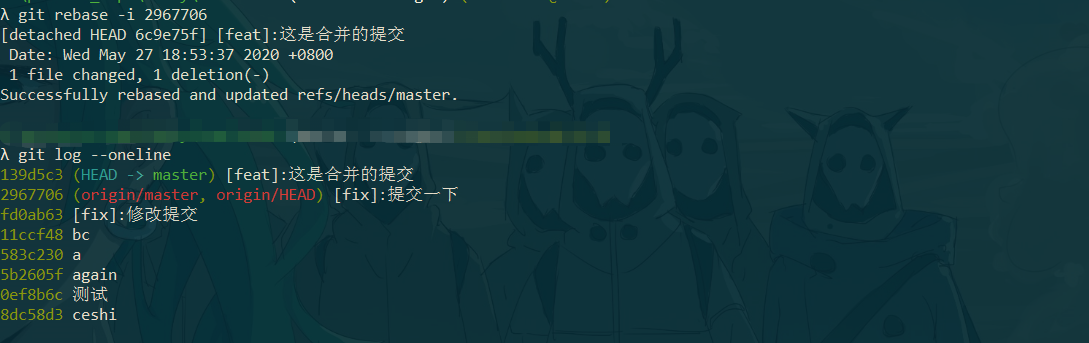 λ git rebase -i 2967706
[detached HEAD 6c9e75f] [feat]:这是合并的提交
 Date: Wed May 27 18:53:37 2020 +0800
 1 file changed, 1 deletion(-)
Successfully rebased and updated refs/heads/master.
λ git log --oneline
139d5c3 (HEAD -> master) [feat]:这是合并的提交
2967706 (origin/master, origin/HEAD) [fix]:提交一下
fd0ab63 [fix]:修改提交
11ccf48 bc
583c230 a
5b2605f again
0ef8b6c 测试
8dc58d3 ceshi